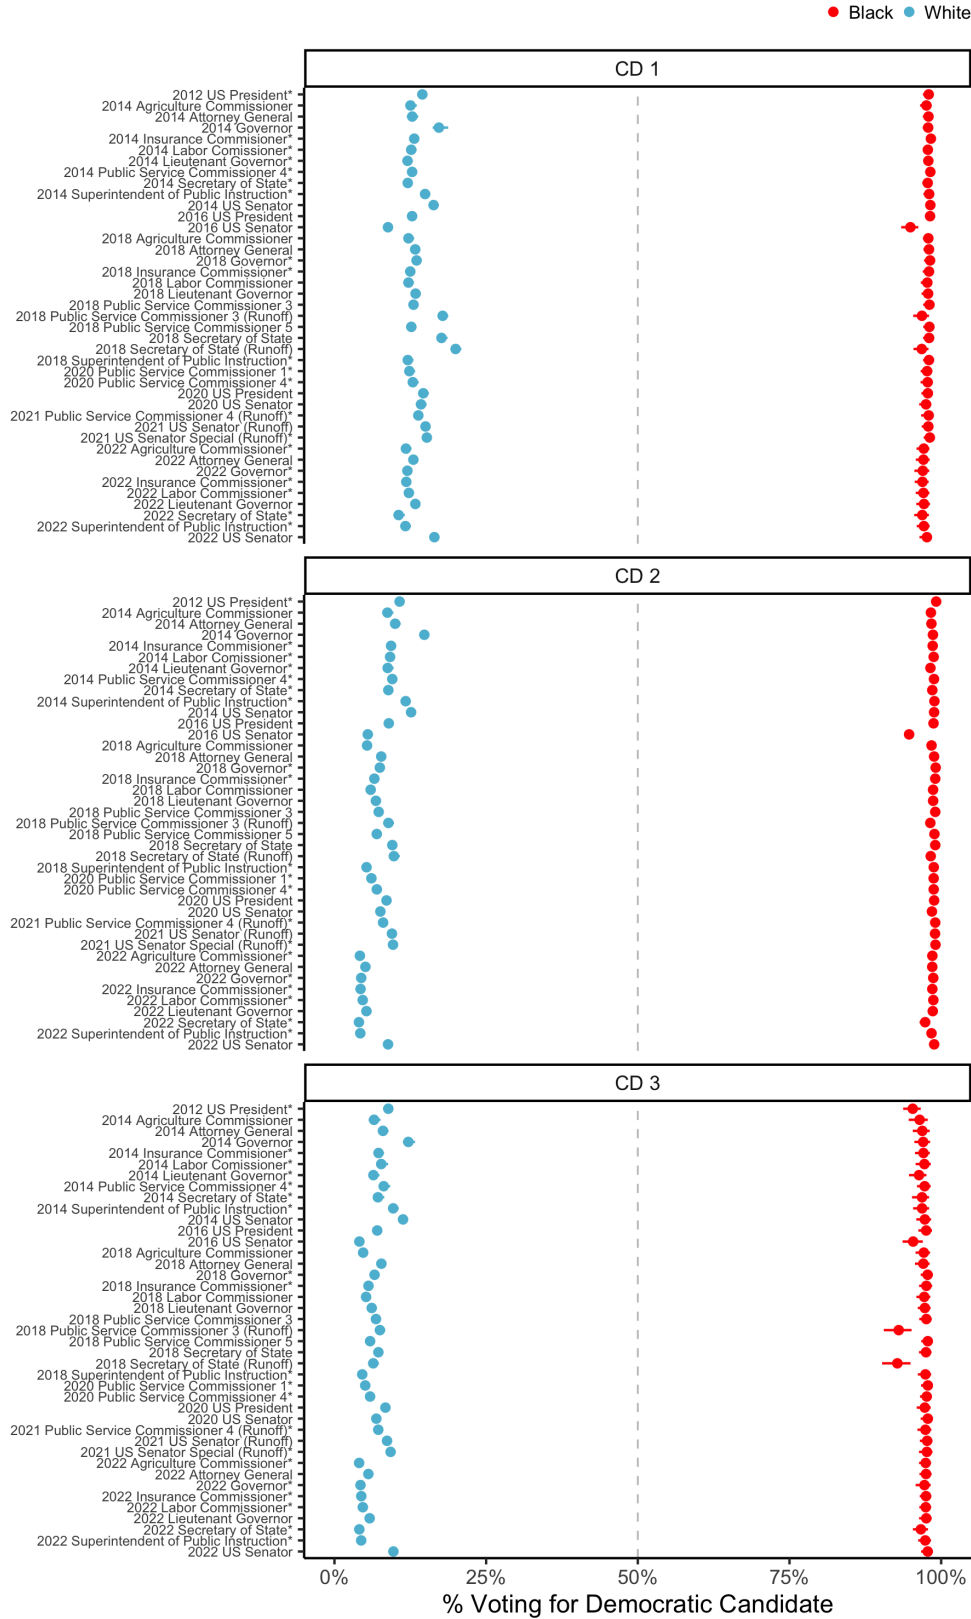 Black White
CD 1
2012 US President*
2014 Agriculture Commissioner
2014 Attorney General
2014 Governor
2014 Insurance Commisioner*
2014 Labor Comissioner*
2014 Lieutenant Governor*
2014 Public Service Commissioner 4*
2014 Secretary of State*
2014 Superintendent of Public Instruction*
2014 US Senator
2016 US President
2016 US Senator
2018 Agriculture Commissioner
2018 Attorney General
2018 Governor*
2018 Insurance Commissioner*
2018 Labor Commissioner
2018 Lieutenant Governor
2018 Public Service Commissioner 3
2018 Public Service Commissioner 3 (Runoff)
2018 Public Service Commissioner 5
2018 Secretary of State
2018 Secretary of State (Runoff)
2018 Superintendent of Public Instruction*
2020 Public Service Commissioner 1*
2020 Public Service Commissioner 4*
2020 US President
2020 US Senator
2021 Public Service Commissioner 4 (Runoff)*
2021 US Senator (Runoff)
2021 US Senator Special (Runoff)*
2022 Agriculture Commissioner*
2022 Attorney General
2022 Governor*
2022 Insurance Commissioner*
2022 Labor Commissioner*
2022 Lieutenant Governor
2022 Secretary of State*
2022 Superintendent of Public Instruction*
2022 US Senator
CD 2
2012 US President*
2014 Agriculture Commissioner
2014 Attorney General
2014 Governor
2014 Insurance Commisioner*
2014 Labor Comissioner*
2014 Lieutenant Governor*
2014 Public Service Commissioner 4*
2014 Secretary of State*
2014 Superintendent of Public Instruction*
2014 US Senator
2016 US President
2016 US Senator
2018 Agriculture Commissioner
2018 Attorney General
2018 Governor*
2018 Insurance Commissioner*
2018 Labor Commissioner
2018 Lieutenant Governor
2018 Public Service Commissioner 3
2018 Public Service Commissioner 3 (Runoff)
2018 Public Service Commissioner 5
2018 Secretary of State
2018 Secretary of State (Runoff)
2018 Superintendent of Public Instruction*
2020 Public Service Commissioner 1*
2020 Public Service Commissioner 4*
2020 US President
2020 US Senator
2021 Public Service Commissioner 4 (Runoff)*
2021 US Senator (Runoff)
2021 US Senator Special (Runoff)*
2022 Agriculture Commissioner*
2022 Attorney General
2022 Governor*
2022 Insurance Commissioner*
2022 Labor Commissioner*
2022 Lieutenant Governor
2022 Secretary of State*
2022 Superintendent of Public Instruction*
2022 US Senator
CD 3
2012 US President*
2014 Agriculture Commissioner
2014 Attorney General
2014 Governor
2014 Insurance Commisioner*
2014 Labor Comissioner*
2014 Lieutenant Governor*
2014 Public Service Commissioner 4*
2014 Secretary of State*
2014 Superintendent of Public Instruction*
2014 US Senator
2016 US President
2016 US Senator
2018 Agriculture Commissioner
2018 Attorney General
2018 Governor*
2018 Insurance Commissioner*
2018 Labor Commissioner
2018 Lieutenant Governor
2018 Public Service Commissioner 3
2018 Public Service Commissioner 3 (Runoff)
2018 Public Service Commissioner 5
2018 Secretary of State
2018 Secretary of State (Runoff)
2018 Superintendent of Public Instruction*
2020 Public Service Commissioner 1*
2020 Public Service Commissioner 4*
2020 US President
2020 US Senator
2021 Public Service Commissioner 4 (Runoff)*
2021 US Senator (Runoff)
2021 US Senator Special (Runoff)*
2022 Agriculture Commissioner*
2022 Attorney General
2022 Governor*
2022 Insurance Commissioner*
2022 Labor Commissioner*
2022 Lieutenant Governor
2022 Secretary of State*
2022 Superintendent of Public Instruction*
2022 US Senator
0% 25% 50% 75% 100%
% Voting for Democratic Candidate